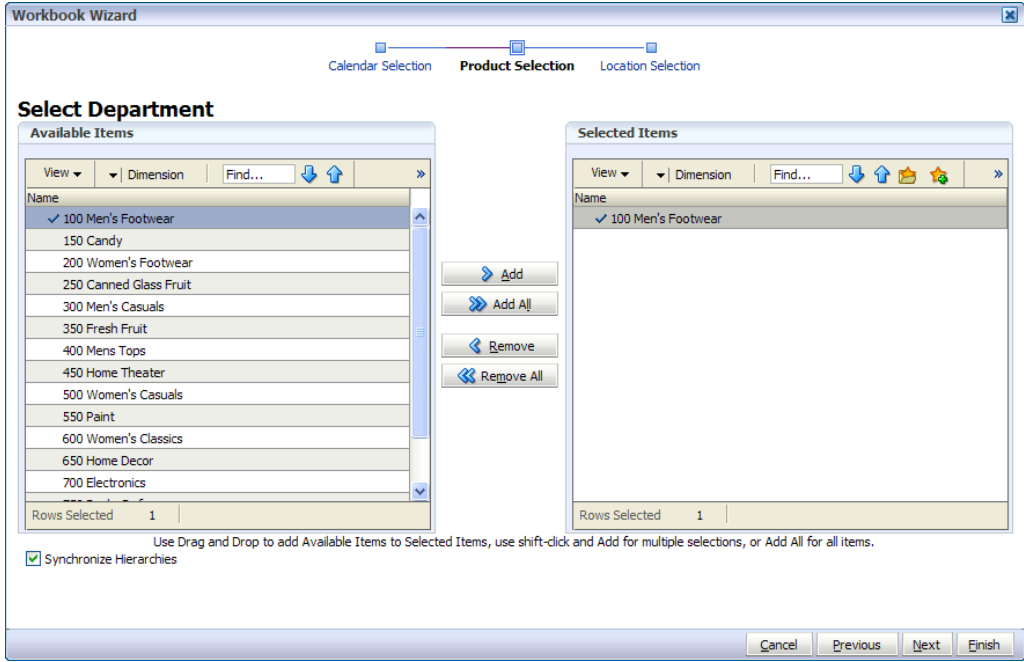 Workbook Wizard
Calendar Selection Product Selection Location Selection
Select Department
Available Items
View Dimension Find... »
Name
100 Men's Footwear
150 Candy
200 Women's Footwear
250 Canned Glass Fruit
300 Men's Casuals
350 Fresh Fruit
400 Mens Tops
450 Home Theater
500 Women's Casuals
550 Paint
600 Women's Classics
650 Home Decor
700 Electronics
Rows Selected 1
Add
Add All
Remove
Remove All
Selected Items
View Dimension Find... »
Name
100 Men's Footwear
Rows Selected 1
Use Drag and Drop to add Available Items to Selected Items, use shift-click and Add for multiple selections, or Add All for all items.
Synchronize Hierarchies
Cancel Previous Next Finish